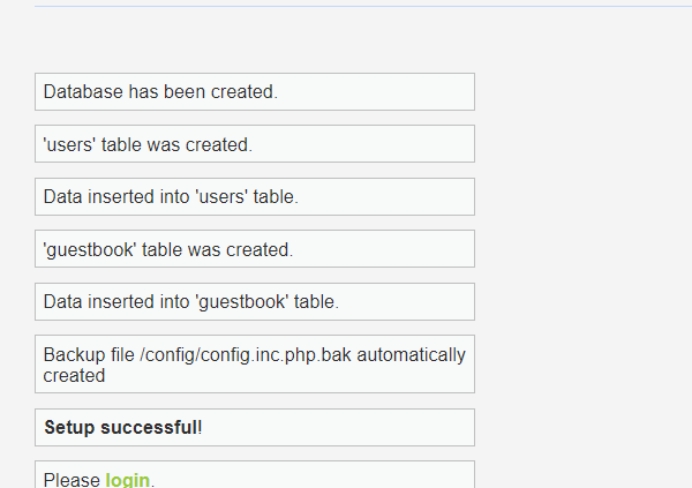 Database has been created.
'users' table was created.
Data inserted into 'users' table.
'guestbook' table was created.
Data inserted into 'guestbook' table.
Backup file /config/config.inc.php.bak automatically
created
Setup successful!
Please login.